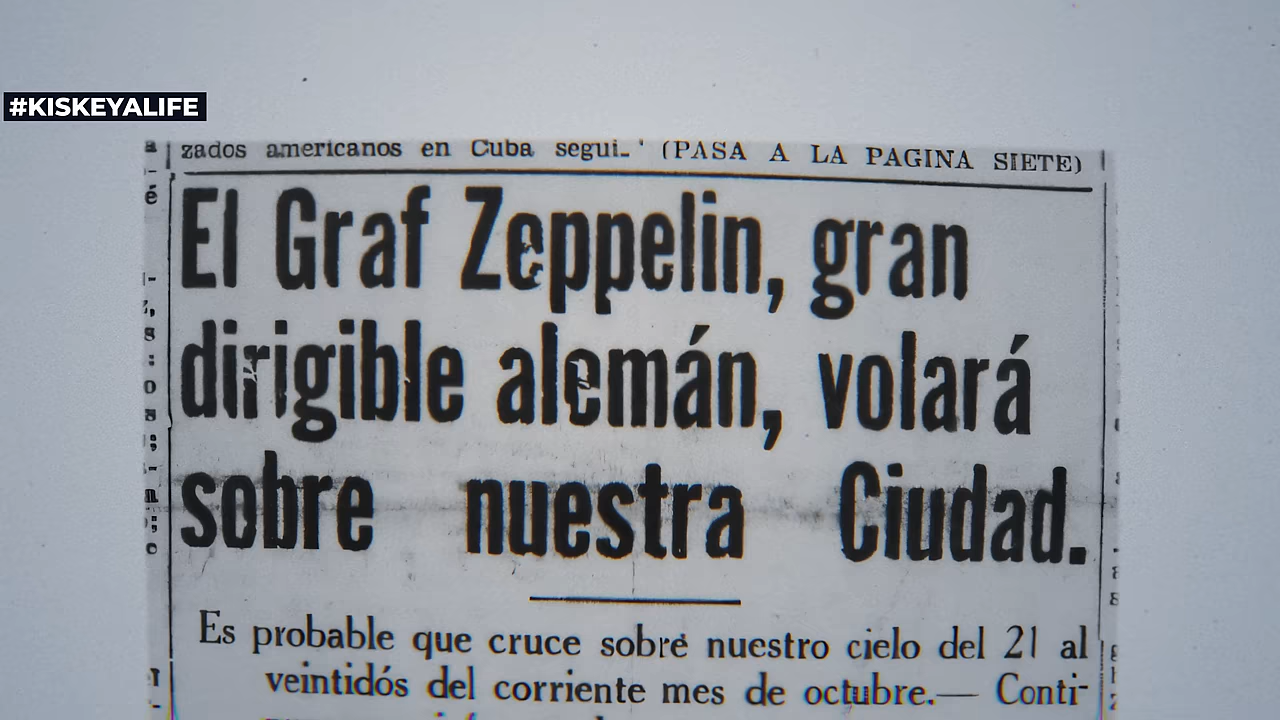 #KISKEYALIFE
zados americanos en Cuba segui- (PASA A LA PAGINA SIETE)
El Graf Zeppelin, gran
dirigible alemán, volará
sobre nuestra Ciudad.
Es probable que cruce sobre nuestro cielo del 21 al
veintidós del corriente mes de octubre.— Conti-